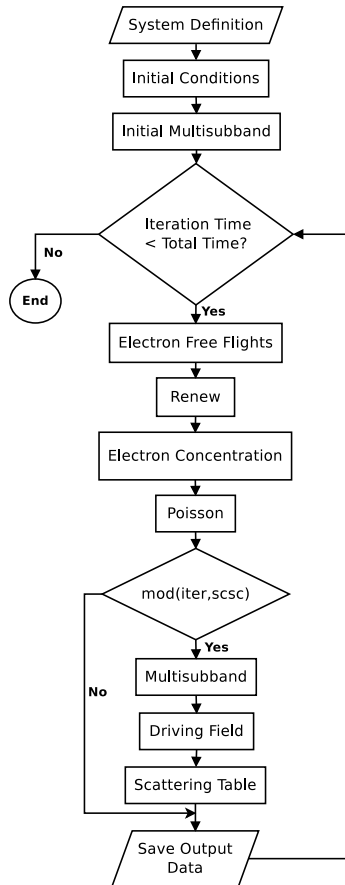 System Definition
Initial Conditions
Initial Multisubband
Iteration Time
< Total Time?
No
End
Yes
Electron Free Flights
Renew
Electron Concentration
Poisson
mod(iter,scsc)
Yes
No
Multisubband
Driving Field
Scattering Table
Save Output
Data